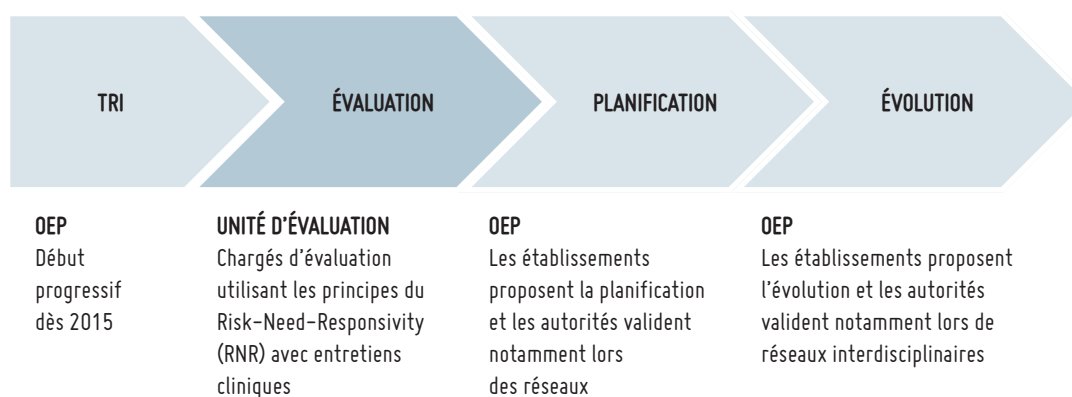 TRI
ÉVALUATION
PLANIFICATION
ÉVOLUTION
OEP
Début
progressif
dès 2015
UNITÉ D'ÉVALUATION
Chargés d'évaluation
utilisant les principes du
Risk-Need-Responsivity
(RNR) avec entretiens
cliniques
OEP
Les établissements
proposent la planification
et les autorités valident
notamment lors
des réseaux
OEP
Les établissements proposent
l'évolution et les autorités
valident notamment lors de
réseaux interdisciplinaires